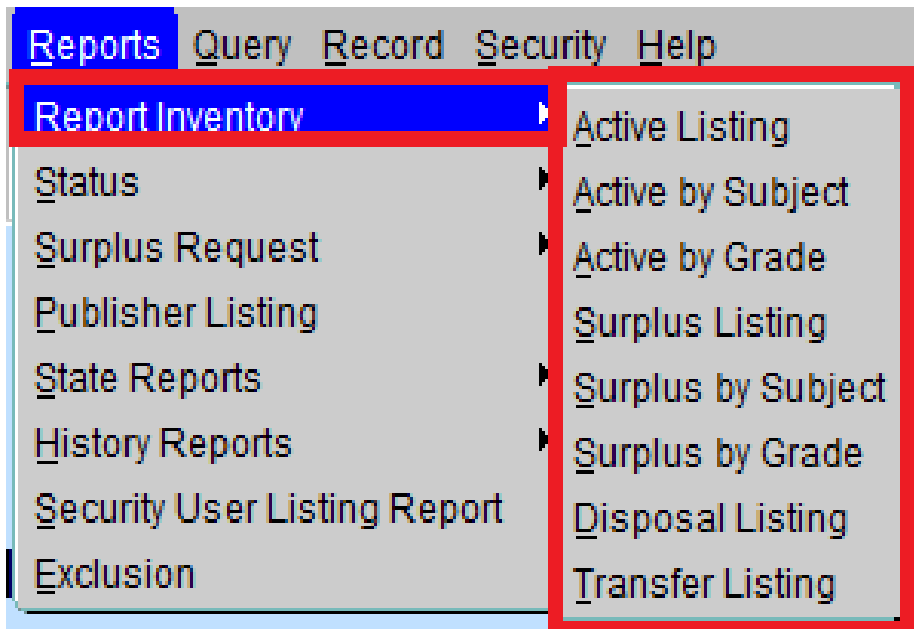 Reports Query Record Security Help
Report Inventory
Status
Surplus Request
Publisher Listing
State Reports
History Reports
Security User Listing Report
Exclusion
Active Listing
Active by Subject
Active by Grade
Surplus Listing
Surplus by Subject
Surplus by Grade
Disposal Listing
Transfer Listing